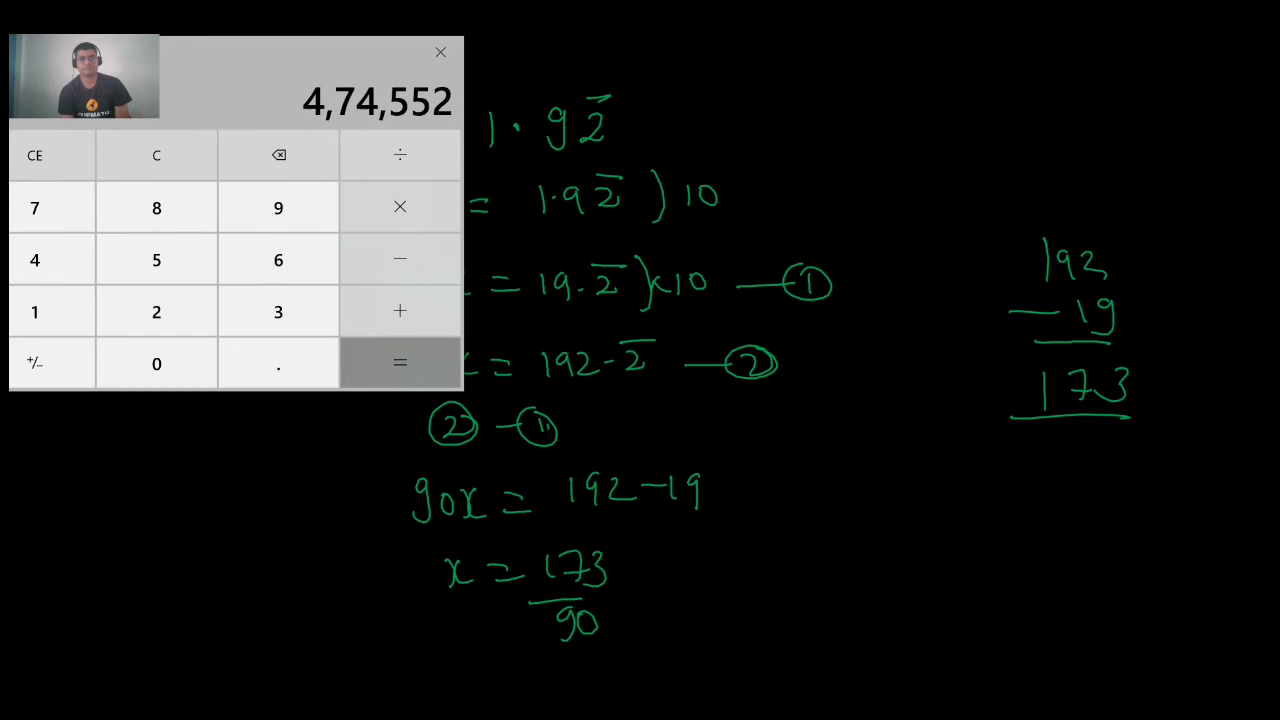 4,74,552
CE C ÷
7 8 9 ×
4 5 6 −
1 2 3 +
+/− 0 . =
1.92̅
= 1.92̅ ) 10
= 19.2̅ ) ×10 — ①
= 192.2̅ — ②
② − ①
90x = 192 − 19
x = 173
90
192
− 19
173